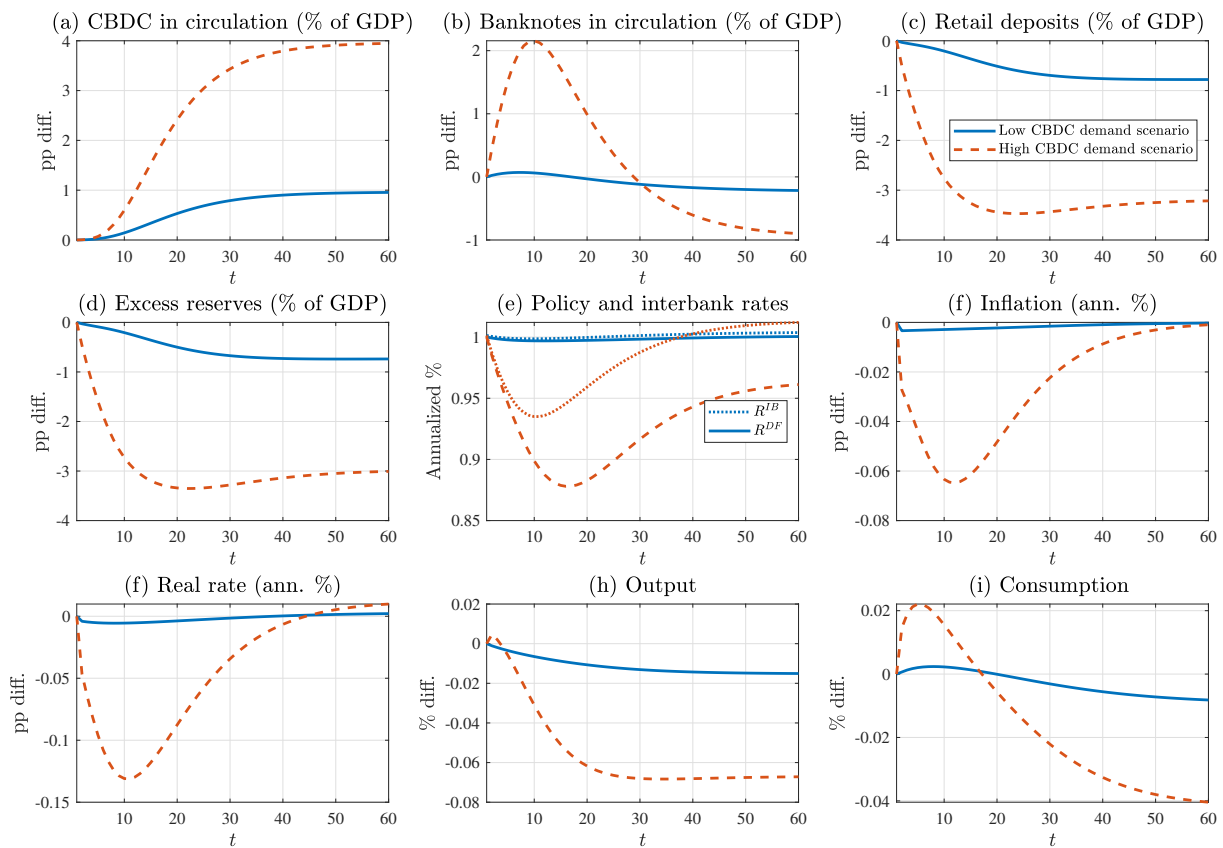 (a) CBDC in circulation (% of GDP)
pp diff.
4
3
2
1
0
10 20 30 40 50 60
t
(b) Banknotes in circulation (% of GDP)
pp diff.
2
1
0
-1
10 20 30 40 50 60
t
(c) Retail deposits (% of GDP)
pp diff.
0
-1
-2
-3
-4
Low CBDC demand scenario
High CBDC demand scenario
10 20 30 40 50 60
t
(d) Excess reserves (% of GDP)
pp diff.
0
-1
-2
-3
-4
10 20 30 40 50 60
t
(e) Policy and interbank rates
Annualized %
1
0.95
0.9
0.85
R^{IB}
R^{DF}
10 20 30 40 50 60
t
(f) Inflation (ann. %)
pp diff.
0
-0.02
-0.04
-0.06
-0.08
10 20 30 40 50 60
t
(f) Real rate (ann. %)
pp diff.
0
-0.05
-0.1
-0.15
10 20 30 40 50 60
t
(h) Output
% diff.
0.02
0
-0.02
-0.04
-0.06
-0.08
10 20 30 40 50 60
t
(i) Consumption
% diff.
0.02
0
-0.02
-0.04
10 20 30 40 50 60
t